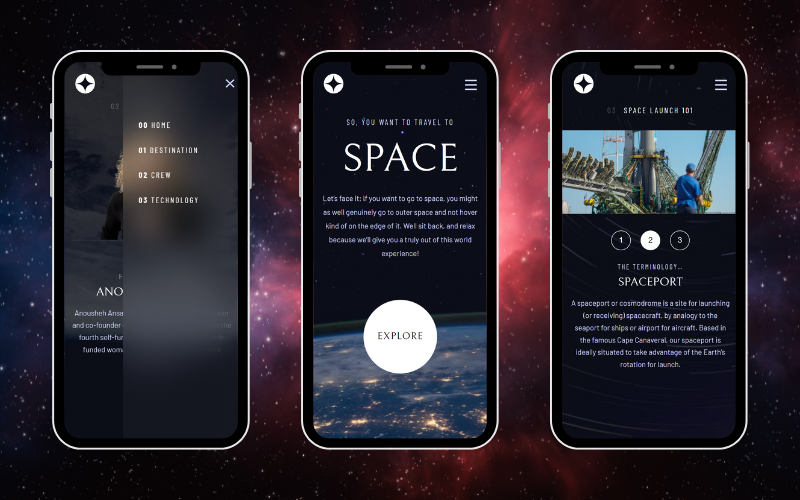 03
00 HOME
01 DESTINATION
02 CREW
03 TECHNOLOGY
ANO
Anousheh Ansa
and co-founder
fourth self-fun
funded wom
the
SO, YOU WANT TO TRAVEL TO
SPACE
Let's face it; if you want to go to space, you might
as well genuinely go to outer space and not hover
kind of on the edge of it. Well sit back, and relax
because we'll give you a truly out of this world
experience!
EXPLORE
03 SPACE LAUNCH 101
1 2 3
THE TERMINOLOGY...
SPACEPORT
A spaceport or cosmodrome is a site for launching
(or receiving) spacecraft, by analogy to the
seaport for ships or airport for aircraft. Based in
the famous Cape Canaveral, our spaceport is
ideally situated to take advantage of the Earth's
rotation for launch.